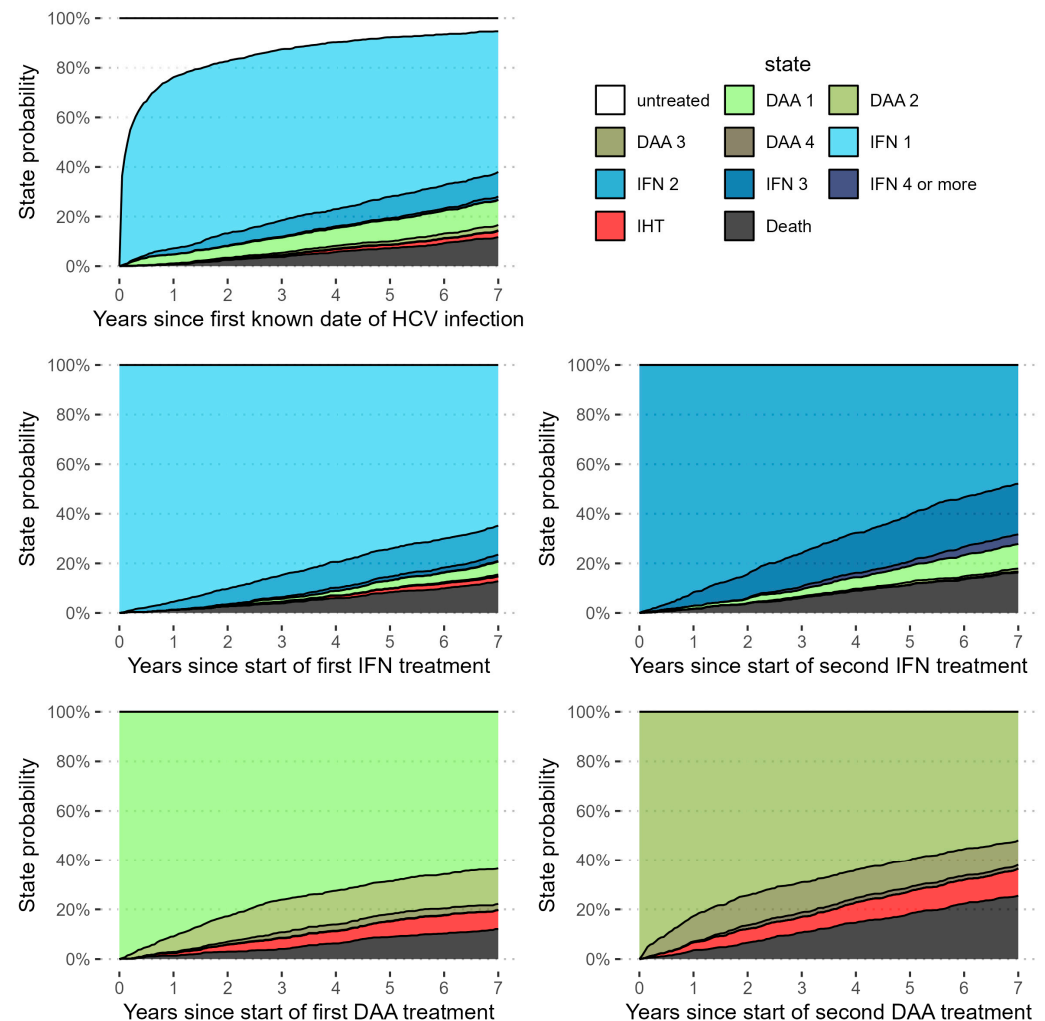 100%
80%
60%
40%
20%
0%
State probability
0 1 2 3 4 5 6 7
Years since first known date of HCV infection
state
untreated DAA 1 DAA 2
DAA 3 DAA 4 IFN 1
IFN 2 IFN 3 IFN 4 or more
IHT Death
100%
80%
60%
40%
20%
0%
State probability
0 1 2 3 4 5 6 7
Years since start of first IFN treatment
100%
80%
60%
40%
20%
0%
State probability
0 1 2 3 4 5 6 7
Years since start of second IFN treatment
100%
80%
60%
40%
20%
0%
State probability
0 1 2 3 4 5 6 7
Years since start of first DAA treatment
100%
80%
60%
40%
20%
0%
State probability
0 1 2 3 4 5 6 7
Years since start of second DAA treatment